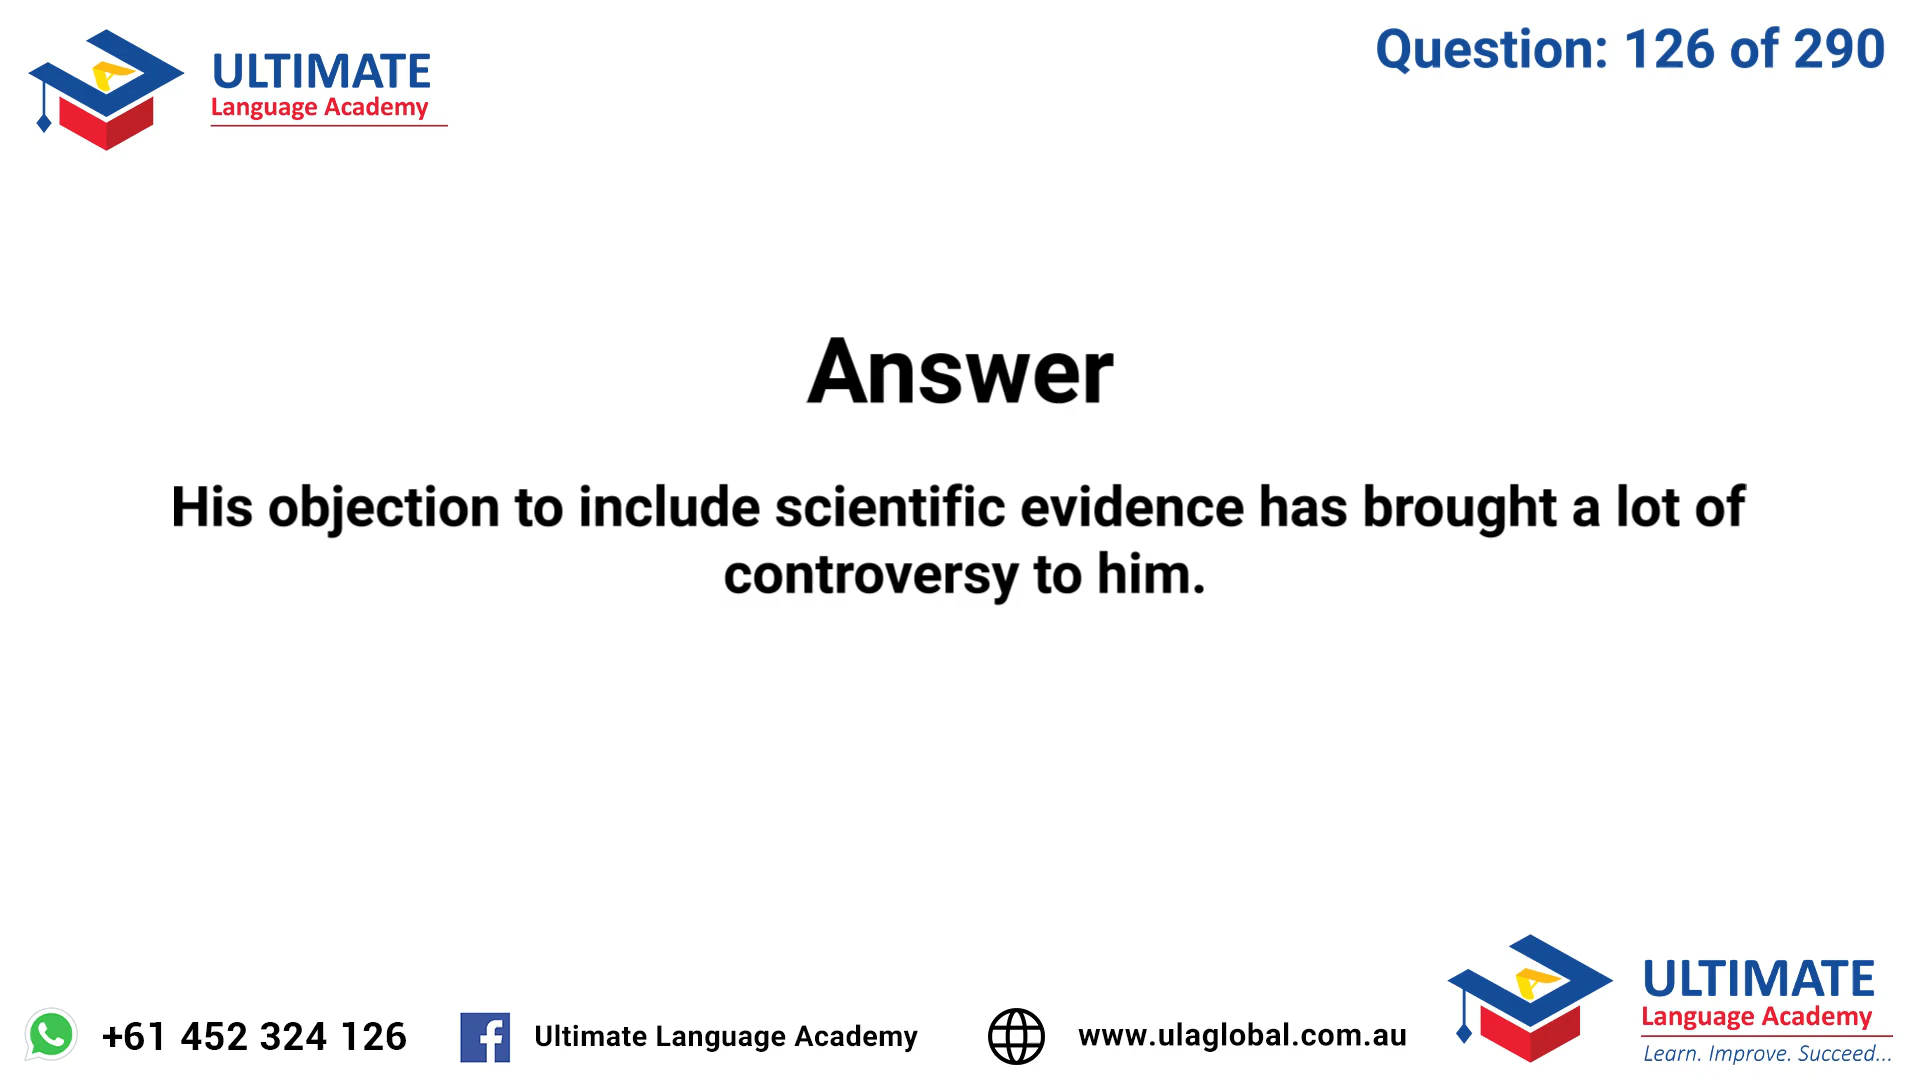 ULTIMATE
Language Academy
Question: 126 of 290
Answer
His objection to include scientific evidence has brought a lot of
controversy to him.
+61 452 324 126
Ultimate Language Academy
www.ulaglobal.com.au
ULTIMATE
Language Academy
Learn. Improve. Succeed...